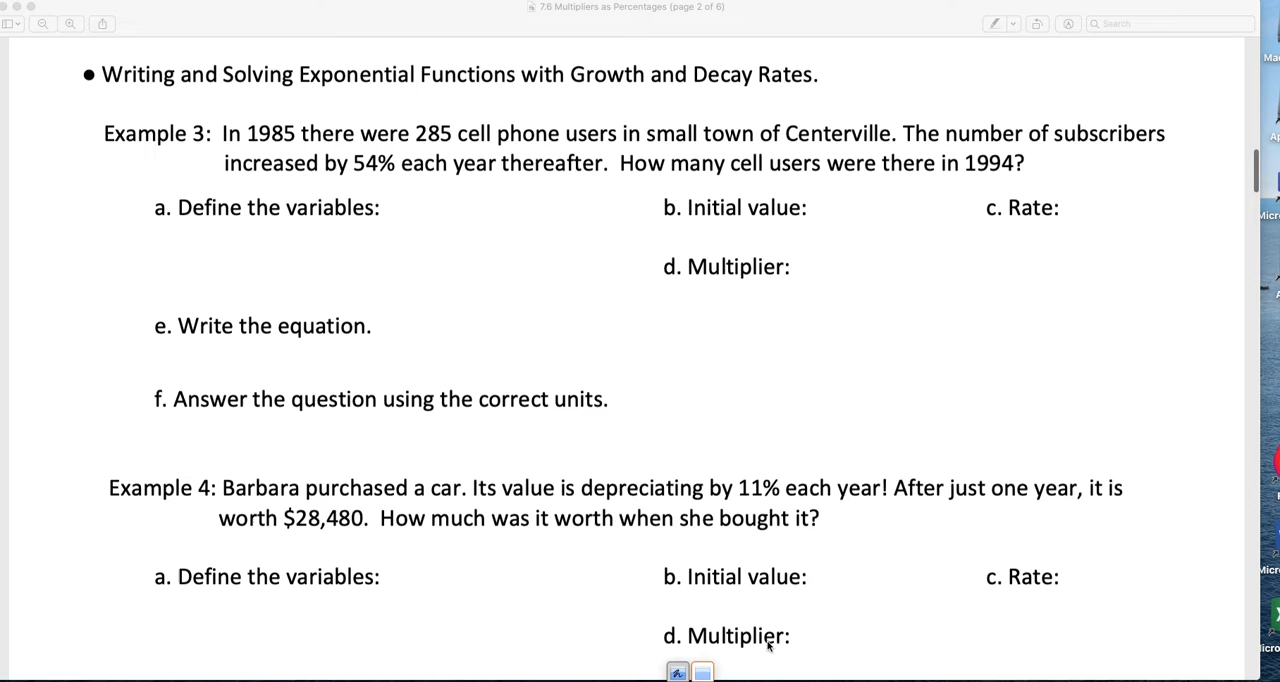 7.6 Multipliers as Percentages (page 2 of 6)
Search
● Writing and Solving Exponential Functions with Growth and Decay Rates.
Example 3: In 1985 there were 285 cell phone users in small town of Centerville. The number of subscribers
increased by 54% each year thereafter. How many cell users were there in 1994?
a. Define the variables: b. Initial value: c. Rate:
d. Multiplier:
e. Write the equation.
f. Answer the question using the correct units.
Example 4: Barbara purchased a car. Its value is depreciating by 11% each year! After just one year, it is
worth $28,480. How much was it worth when she bought it?
a. Define the variables: b. Initial value: c. Rate:
d. Multiplier: